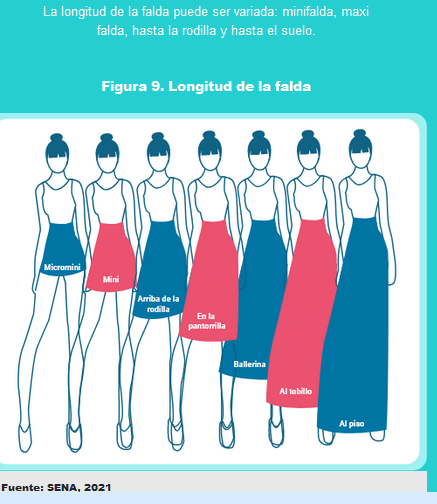 La longitud de la falda puede ser variada: minifalda, maxi
falda, hasta la rodilla y hasta el suelo.
Figura 9. Longitud de la falda
Micromini
Mini
Arriba de la
rodilla
En la
pantorrilla
Ballerina
Al tobillo
Al piso
Fuente: SENA, 2021